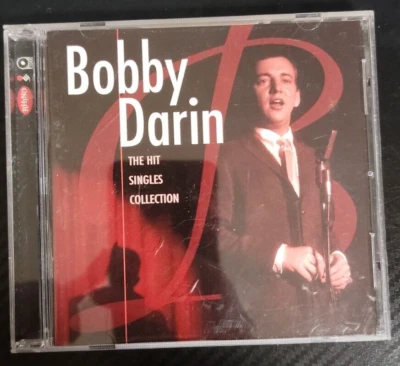 Bobby
Darin
THE HIT
SINGLES
COLLECTION